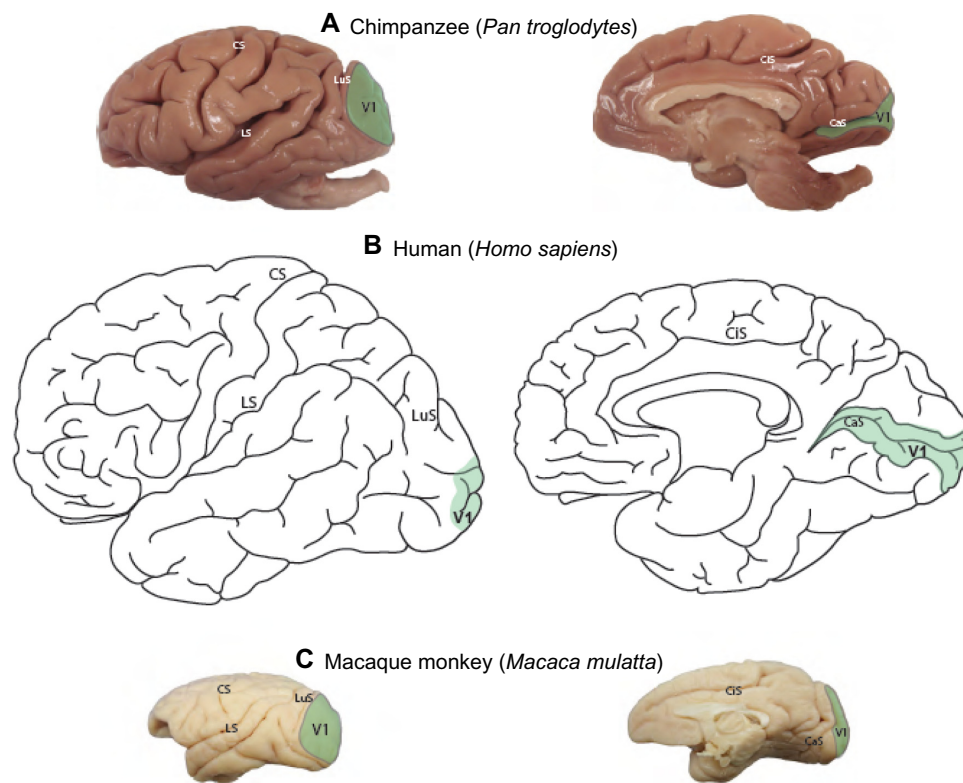 A Chimpanzee (Pan troglodytes)
CS
LuS
V1
LS
CiS
CaS
V1
B Human (Homo sapiens)
CS
LS
LuS
V1
CiS
CaS
V1
C Macaque monkey (Macaca mulatta)
CS
LuS
LS
V1
CiS
V1
CaS